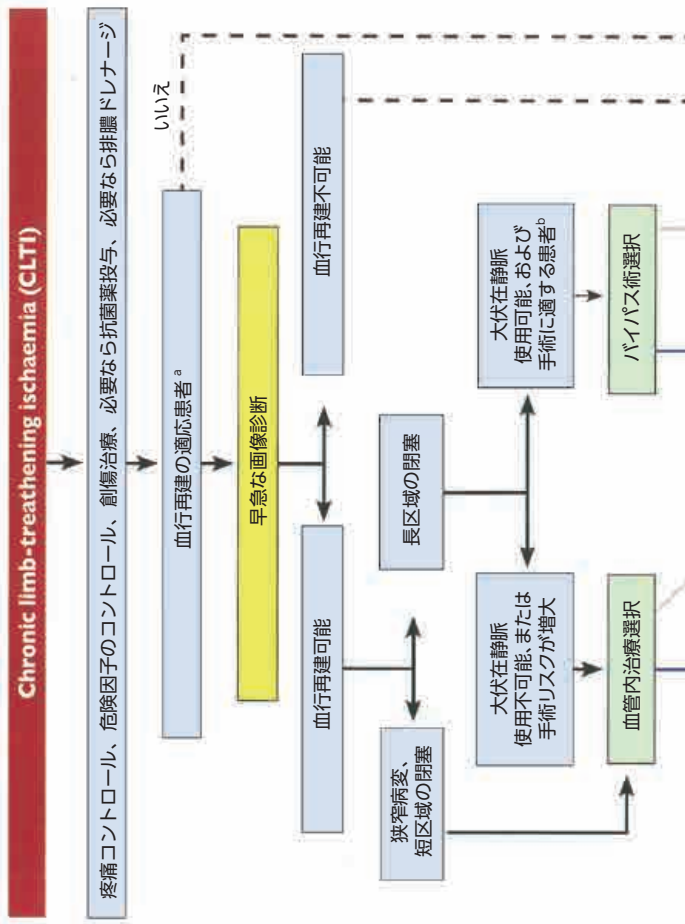 Chronic limb-treathening ischaemia (CLTI)
疼痛コントロール、危険因子のコントロール、創傷治療、必要なら抗菌薬投与、必要なら排膿ドレナージ
血行再建の適応患者a
いいえ
早急な画像診断
血行再建可能
血行再建不可能
狭窄病変、
短区域の閉塞
長区域の閉塞
大伏在静脈
使用不可能、または
手術リスクが増大
大伏在静脈
使用可能、および
手術に適する患者b
血管内治療選択
バイパス術選択